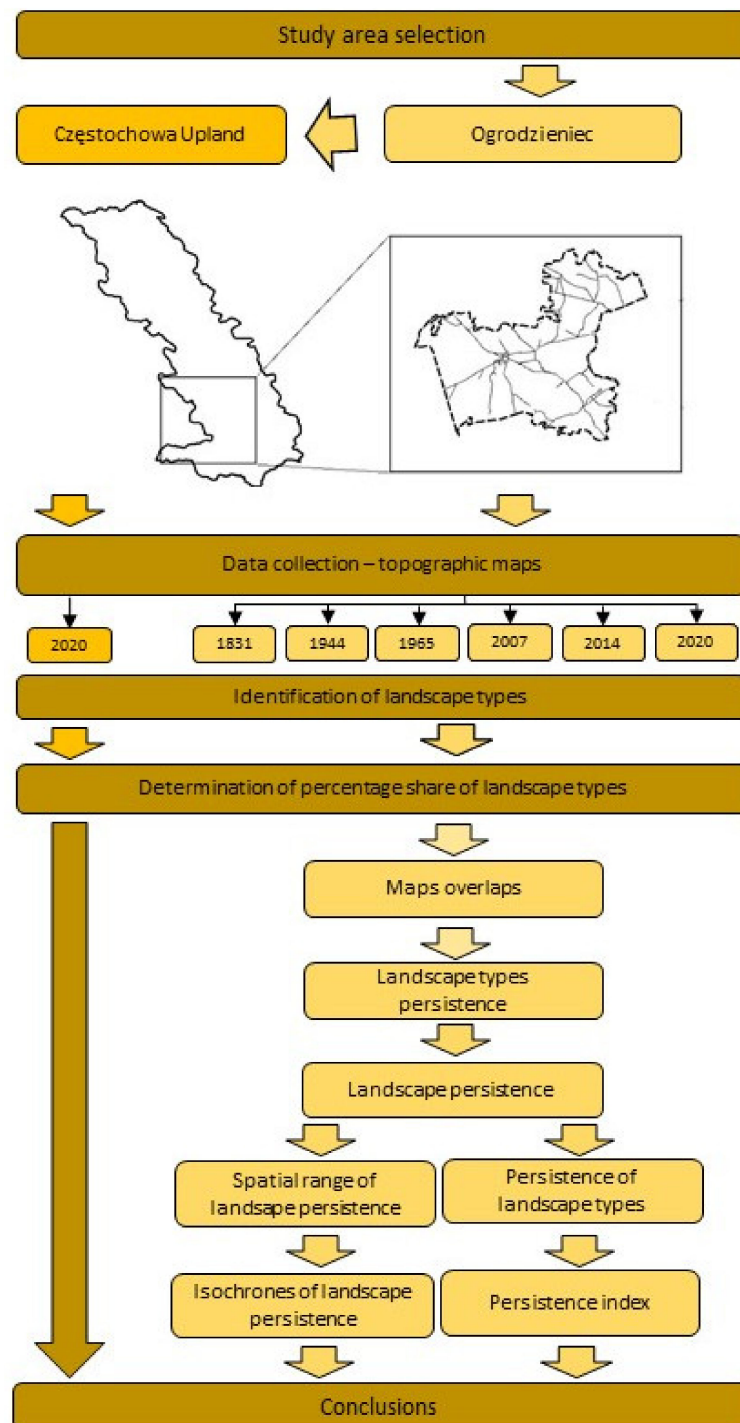 Study area selection
Częstochowa Upland
Ogrodzieniec
Data collection – topographic maps
2020
1831
1944
1965
2007
2014
2020
Identification of landscape types
Determination of percentage share of landscape types
Maps overlaps
Landscape types
persistence
Landscape persistence
Spatial range of
landsape persistence
Persistence of
landscape types
Isochrones of landscape
persistence
Persistence index
Conclusions